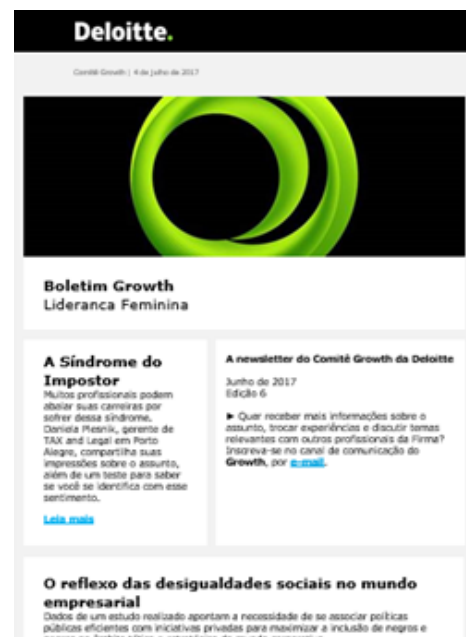 Deloitte.
Comitê Growth | 4 de julho de 2017
Boletim Growth
Lideranca Feminina
A Síndrome do
Impostor
Muitos profissionais podem
abalar suas carreiras por
sofrer dessa síndrome.
Daniela Plesnik, gerente de
TAX and Legal em Porto
Alegre, compartilha suas
impressões sobre o assunto,
além de um teste para saber
se você se identifica com esse
sentimento.
Leia mais
A newsletter do Comitê Growth da Deloitte
Junho de 2017
Edição 6
► Quer receber mais informações sobre o
assunto, trocar experiências e discutir temas
relevantes com outros profissionais da Firma?
Inscreva-se no canal de comunicação do
Growth, por e-mail.
O reflexo das desigualdades sociais no mundo
empresarial
Dados de um estudo realizado apontam a necessidade de se associar políticas
públicas eficientes com iniciativas privadas para maximizar a inclusão de negros e